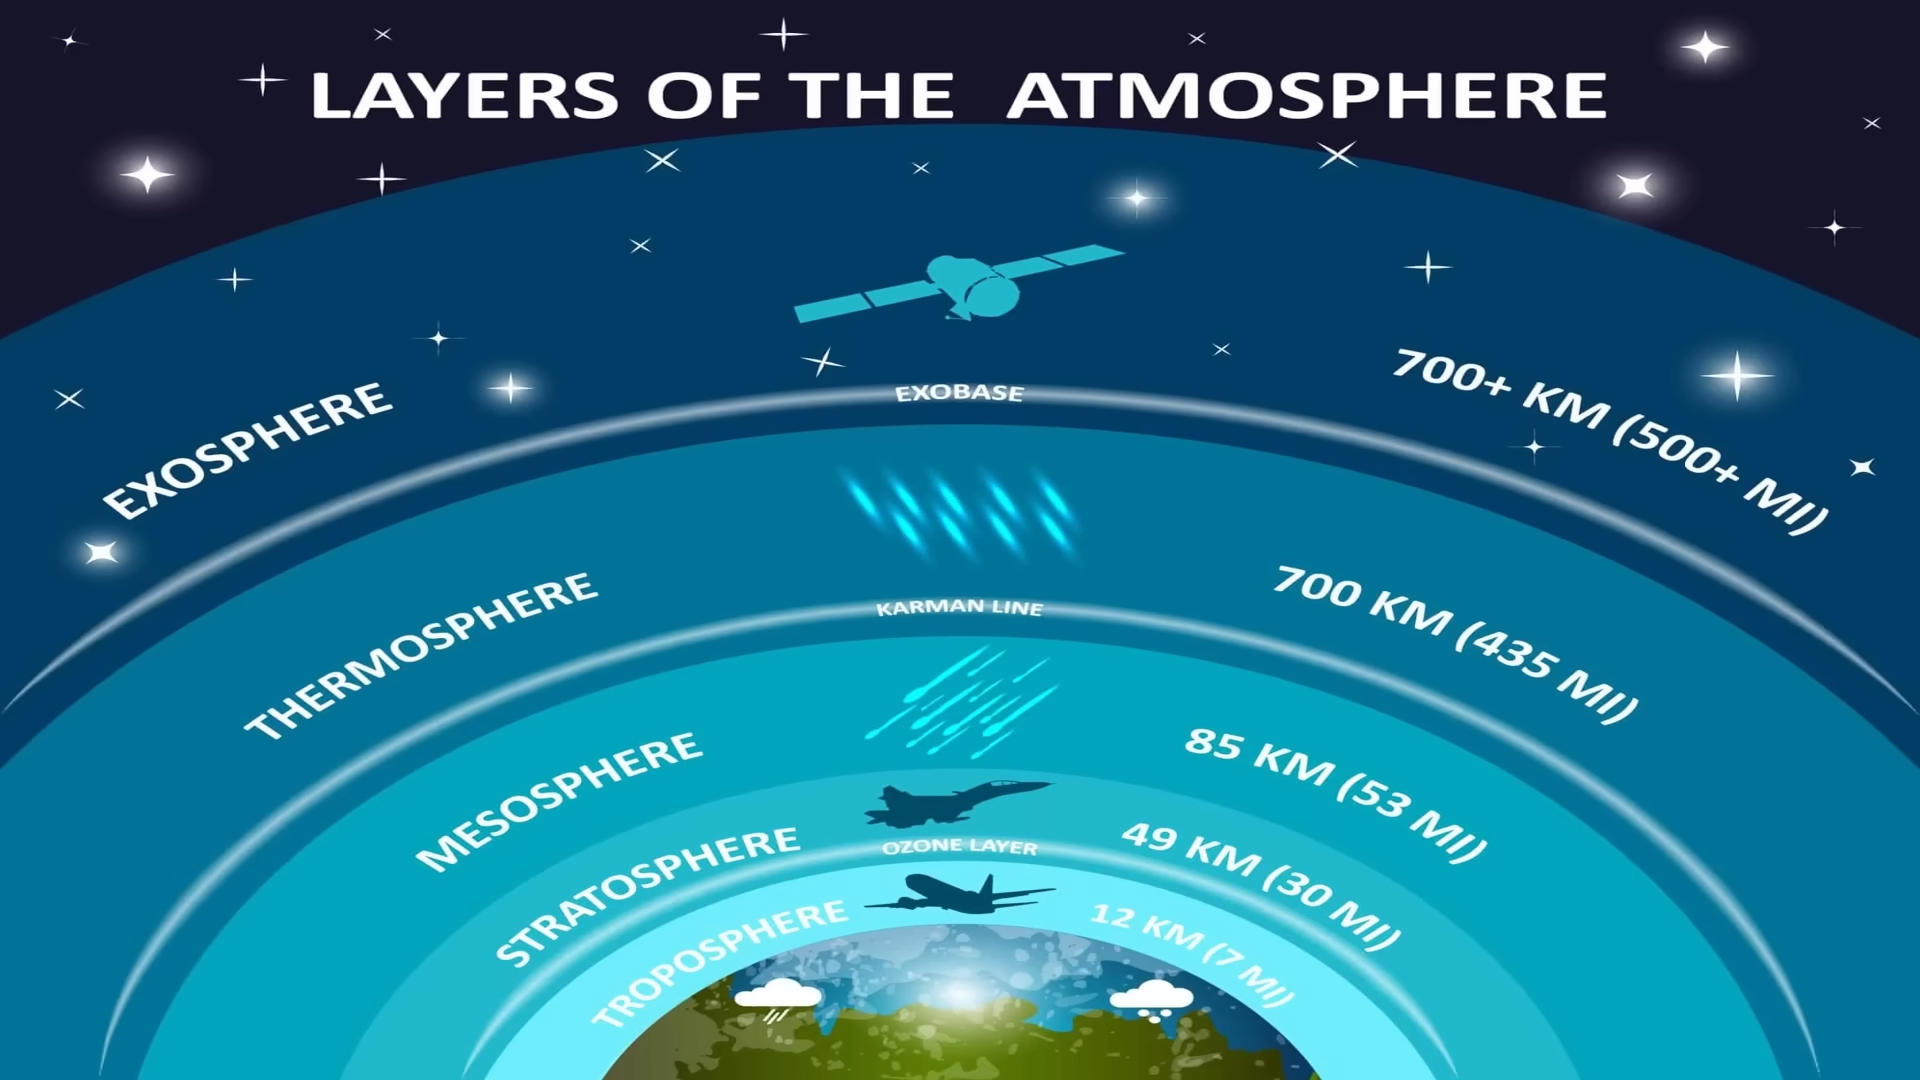 LAYERS OF THE ATMOSPHERE
EXOBASE
EXOSPHERE
700+ KM (500+ MI)
KARMAN LINE
THERMOSPHERE
700 KM (435 MI)
MESOSPHERE
85 KM (53 MI)
OZONE LAYER
STRATOSPHERE
49 KM (30 MI)
TROPOSPHERE
12 KM (7 MI)